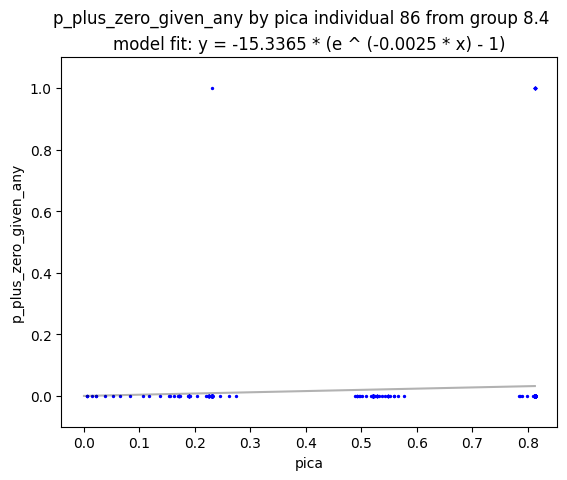 p_plus_zero_given_any by pica individual 86 from group 8.4
model fit: y = -15.3365 * (e ^ (-0.0025 * x) - 1)
1.0
0.8
0.6
0.4
0.2
0.0
p_plus_zero_given_any
0.0 0.1 0.2 0.3 0.4 0.5 0.6 0.7 0.8
pica